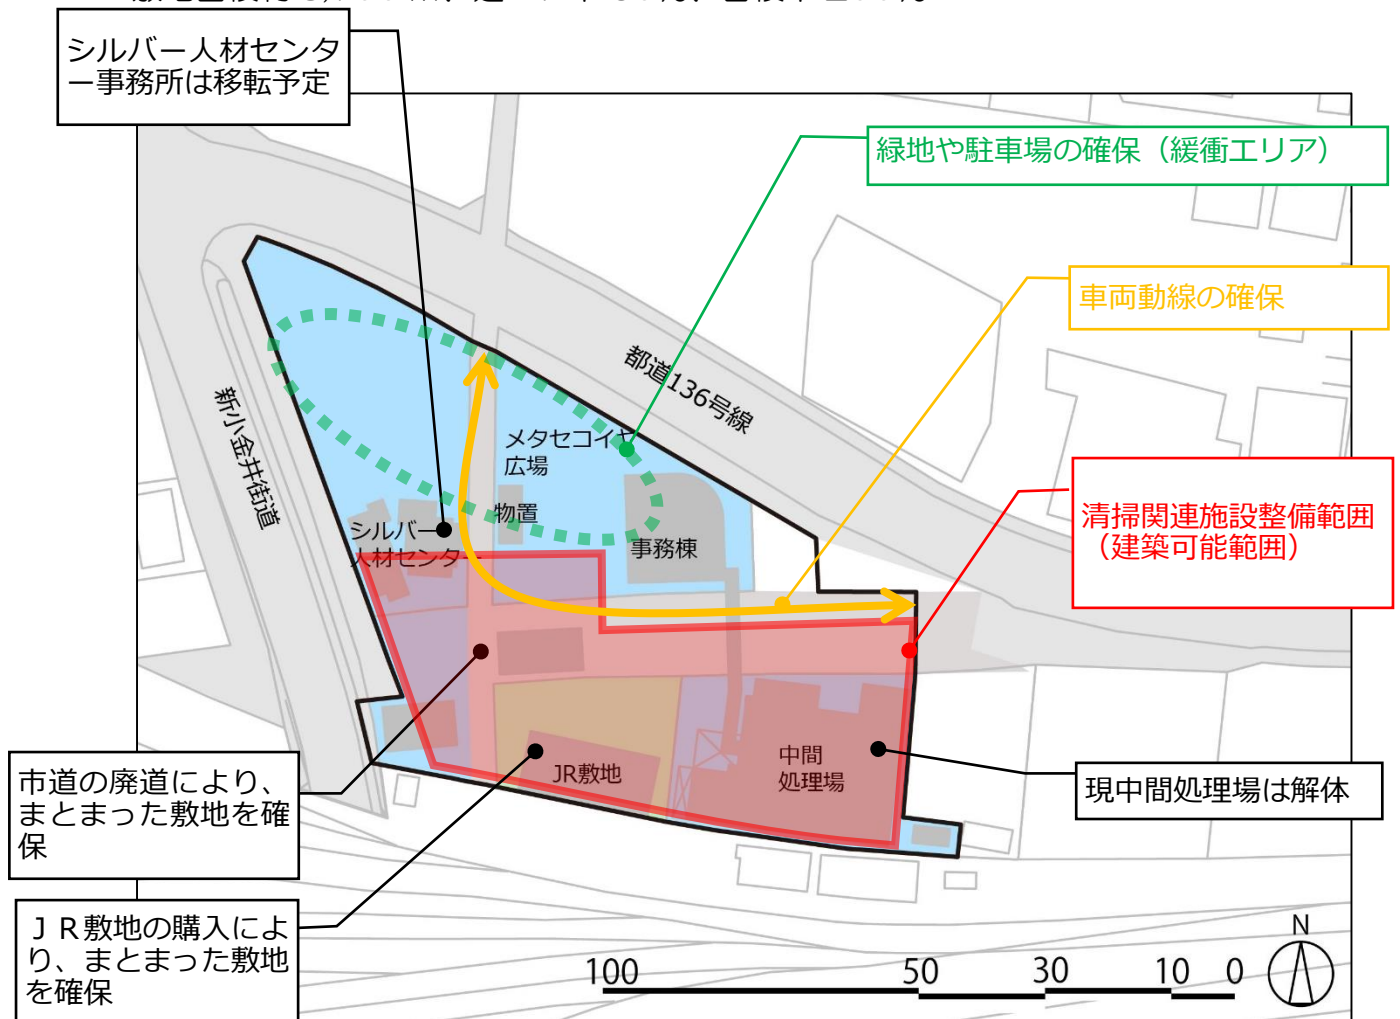 シルバー人材センタ
ー事務所は移転予定
緑地や駐車場の確保（緩衝エリア）
車両動線の確保
都道136号線
新小金井街道
メタセコイヤ
広場
物置
シルバー
人材センター
事務棟
清掃関連施設整備範囲
（建築可能範囲）
中間
処理場
JR敷地
現中間処理場は解体
市道の廃道により、
まとまった敷地を確
保
ＪＲ敷地の購入によ
り、まとまった敷地
を確保
100 50 30 10 0
N